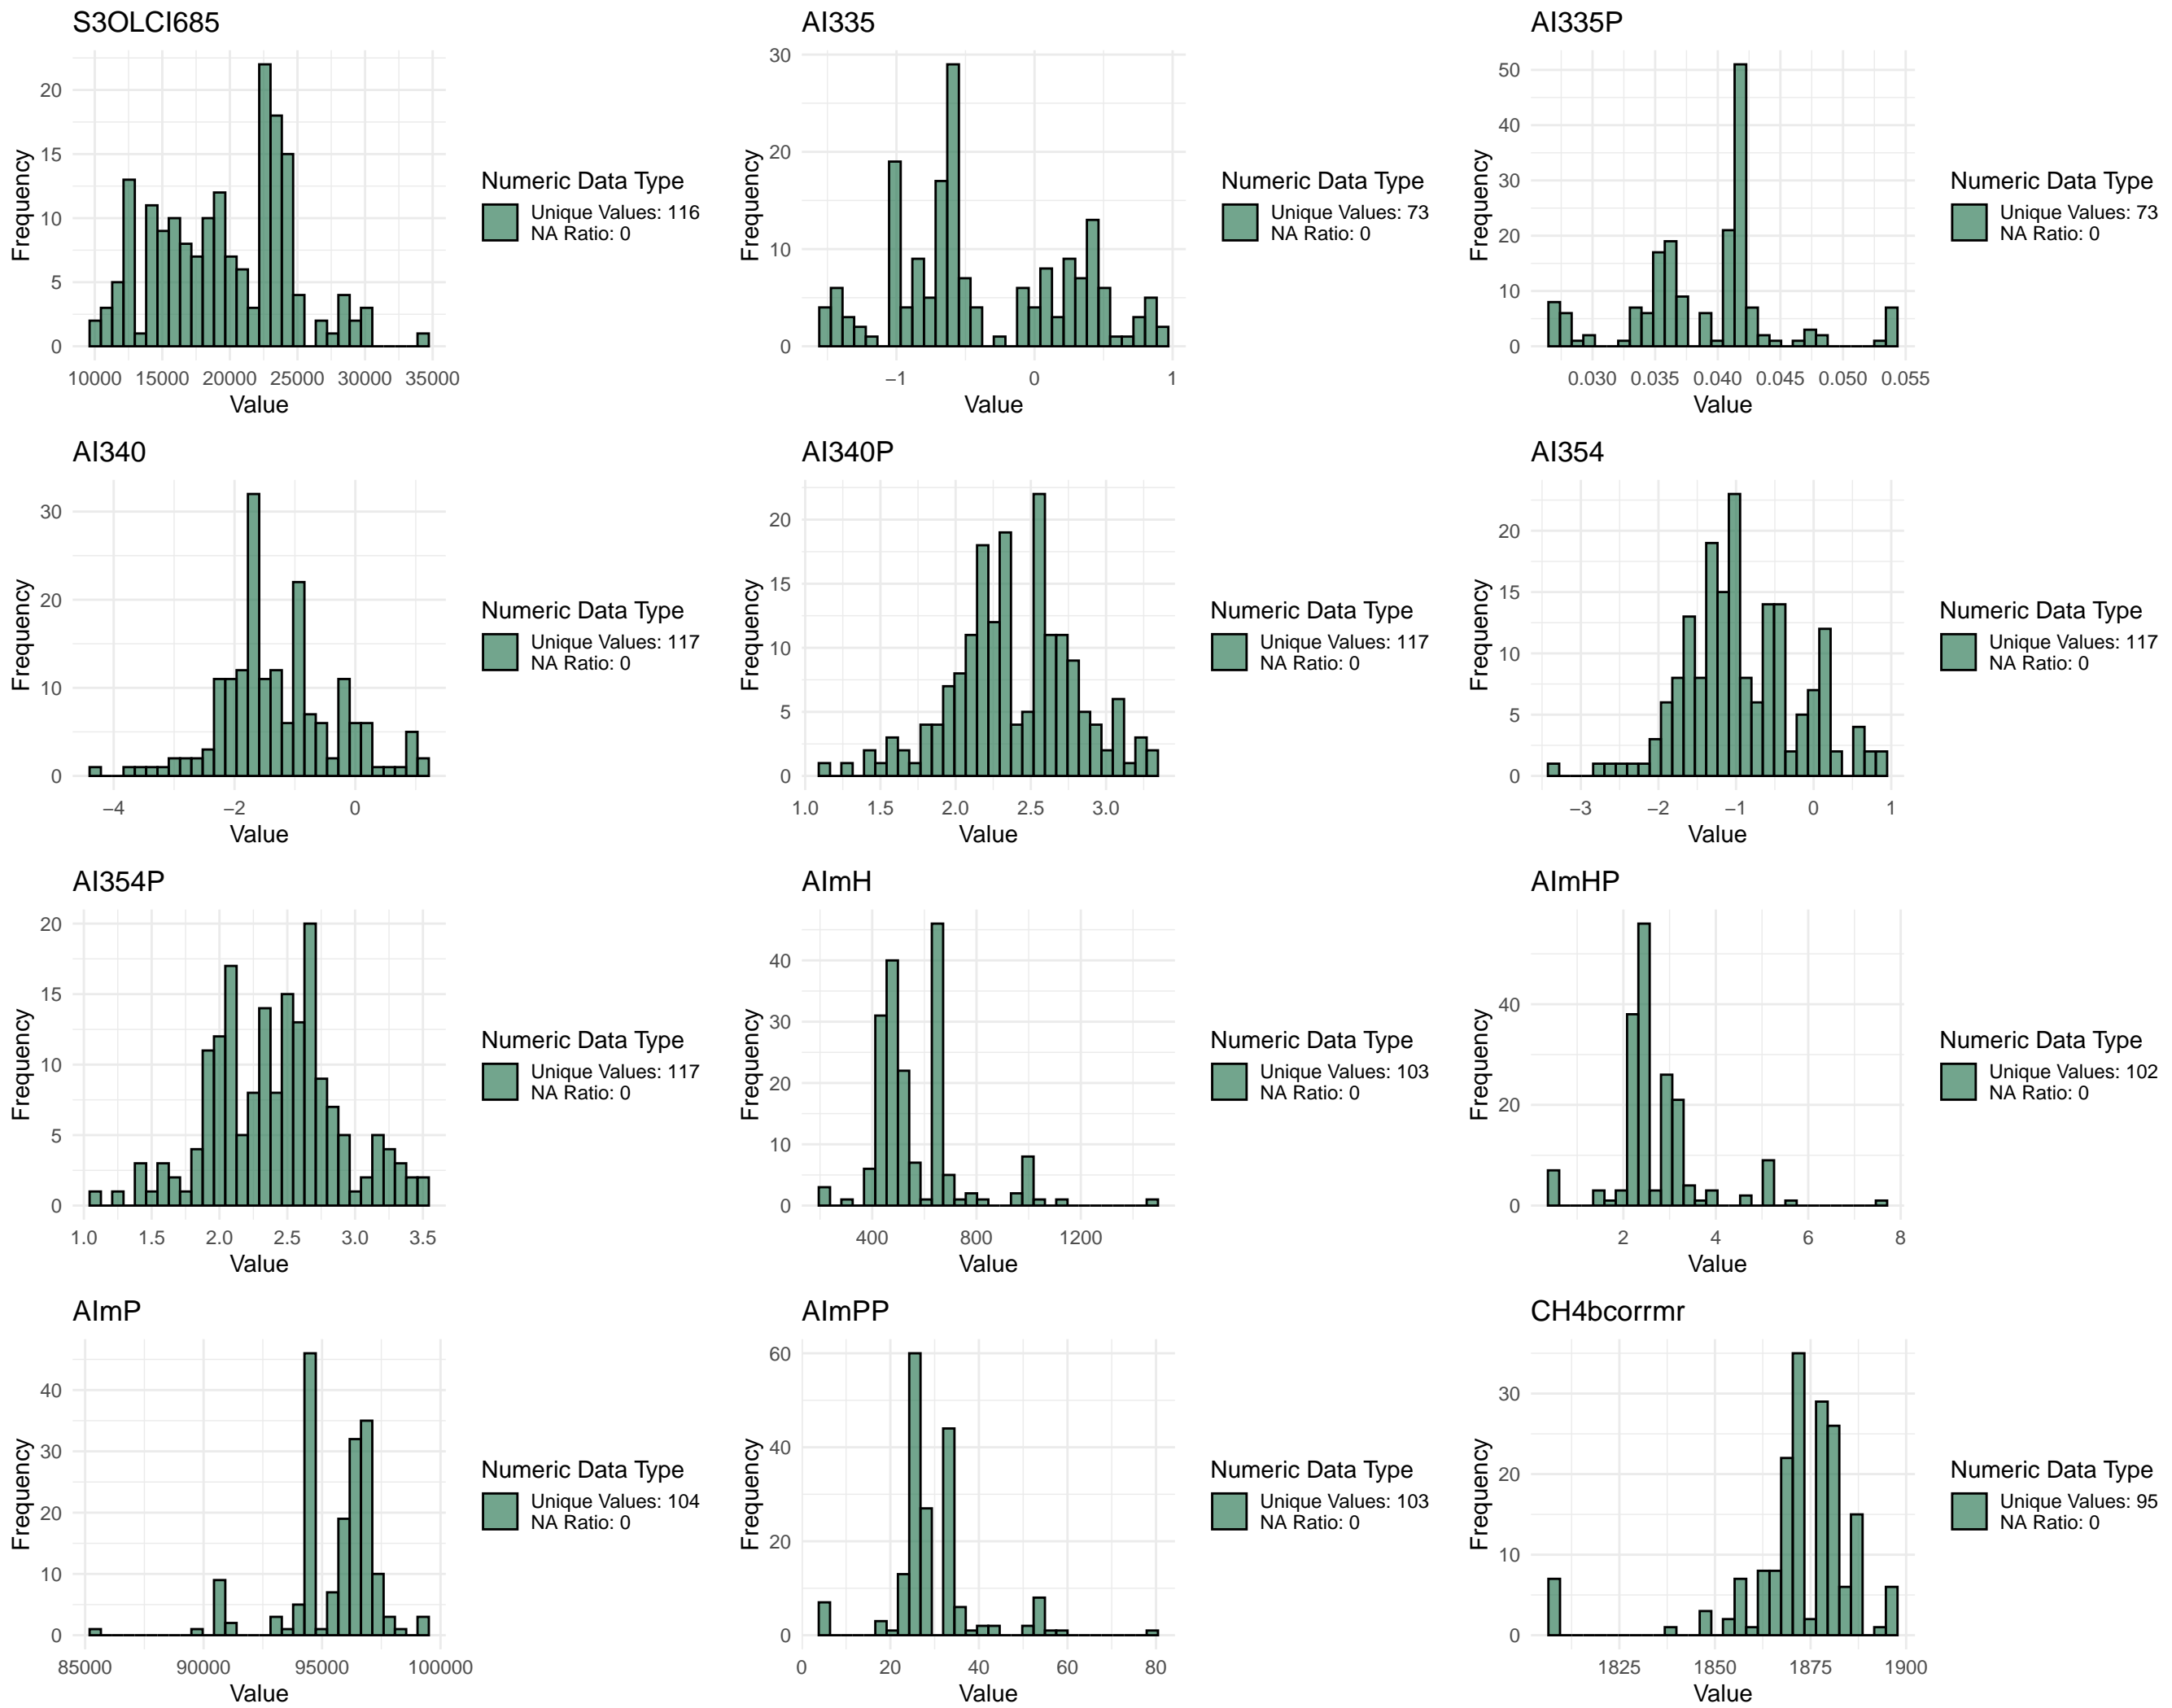 S3OLCI685
Frequency
20
15
10
5
0
10000 15000 20000 25000 30000 35000
Value
Numeric Data Type
Unique Values: 116
NA Ratio: 0
AI335
Frequency
30
20
10
0
−1 0 1
Value
Numeric Data Type
Unique Values: 73
NA Ratio: 0
AI335P
Frequency
50
40
30
20
10
0
0.030 0.035 0.040 0.045 0.050 0.055
Value
Numeric Data Type
Unique Values: 73
NA Ratio: 0
AI340
Frequency
30
20
10
0
−4 −2 0
Value
Numeric Data Type
Unique Values: 117
NA Ratio: 0
AI340P
Frequency
20
15
10
5
0
1.0 1.5 2.0 2.5 3.0
Value
Numeric Data Type
Unique Values: 117
NA Ratio: 0
AI354
Frequency
20
15
10
5
0
−3 −2 −1 0 1
Value
Numeric Data Type
Unique Values: 117
NA Ratio: 0
AI354P
Frequency
20
15
10
5
0
1.0 1.5 2.0 2.5 3.0 3.5
Value
Numeric Data Type
Unique Values: 117
NA Ratio: 0
AImH
Frequency
40
30
20
10
0
400 800 1200
Value
Numeric Data Type
Unique Values: 103
NA Ratio: 0
AImHP
Frequency
40
20
0
2 4 6 8
Value
Numeric Data Type
Unique Values: 102
NA Ratio: 0
AImP
Frequency
40
30
20
10
0
85000 90000 95000 100000
Value
Numeric Data Type
Unique Values: 104
NA Ratio: 0
AImPP
Frequency
60
40
20
0
0 20 40 60 80
Value
Numeric Data Type
Unique Values: 103
NA Ratio: 0
CH4bcorrmr
Frequency
30
20
10
0
1825 1850 1875 1900
Value
Numeric Data Type
Unique Values: 95
NA Ratio: 0